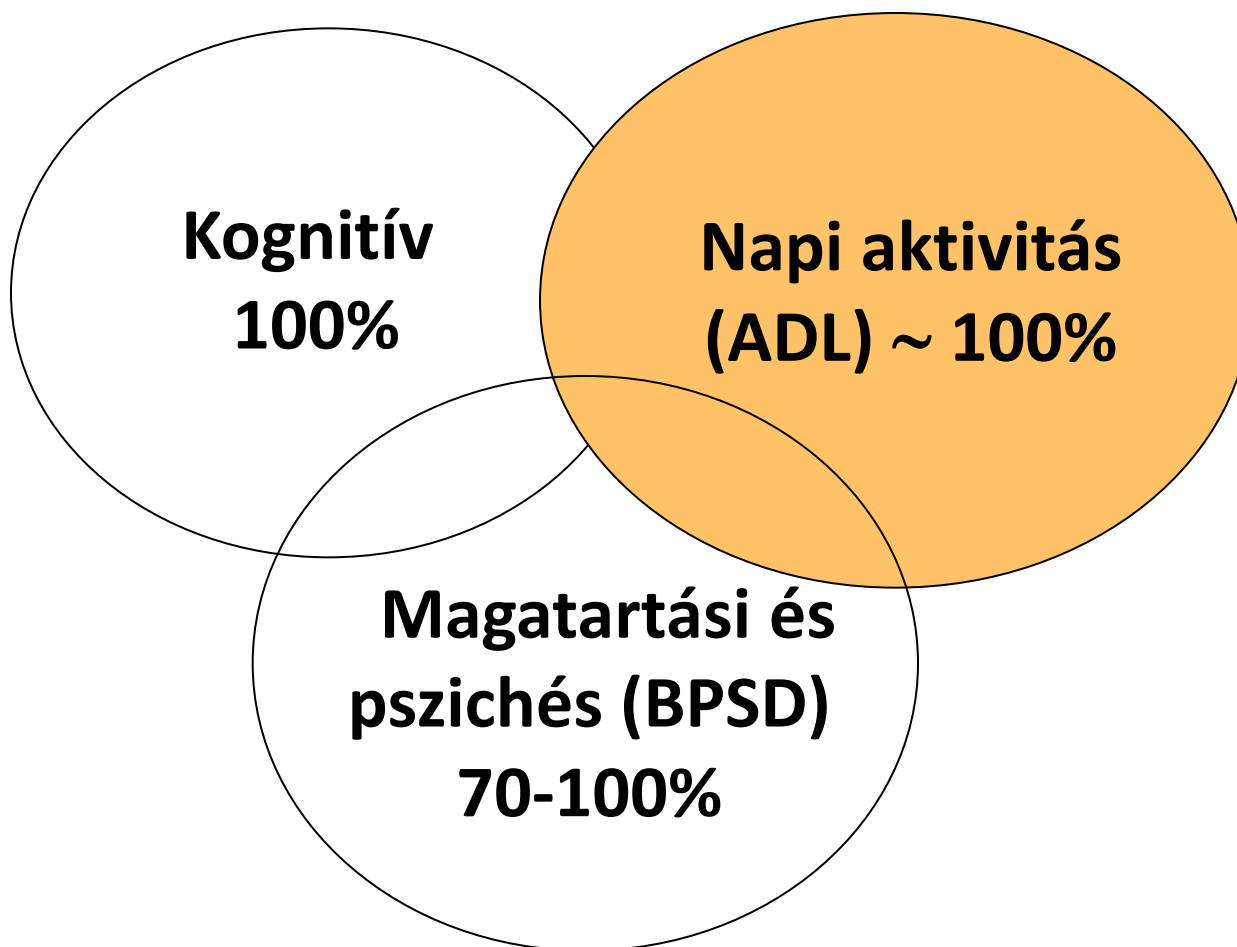 Kognitív
100%
Napi aktivitás
(ADL) ~ 100%
Magatartási és
pszichés (BPSD)
70-100%